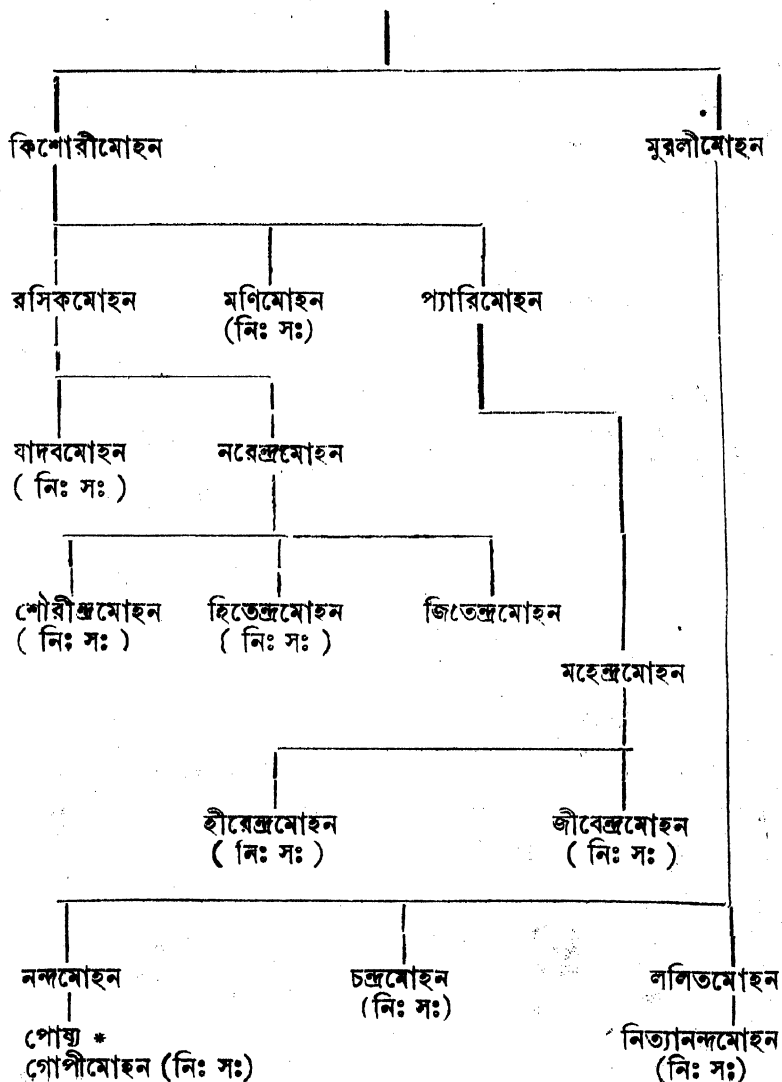 কিশোরীমোহন মুরলীমোহন
রসিকমোহন মণিমোহন প্যারিমোহন
(নিঃ সঃ)
যাদবমোহন নরেন্দ্রমোহন
( নিঃ সঃ )
শৌরীন্দ্রমোহন হিতেন্দ্রমোহন জিতেন্দ্রমোহন
( নিঃ সঃ ) ( নিঃ সঃ )
মহেন্দ্রমোহন
হীরেন্দ্রমোহন জীবেন্দ্রমোহন
( নিঃ সঃ ) ( নিঃ সঃ )
নন্দমোহন চন্দ্রমোহন ললিতমোহন
(নিঃ সঃ)
পোষ্য * নিত্যানন্দমোহন
গোপীমোহন (নিঃ সঃ) (নিঃ সঃ)